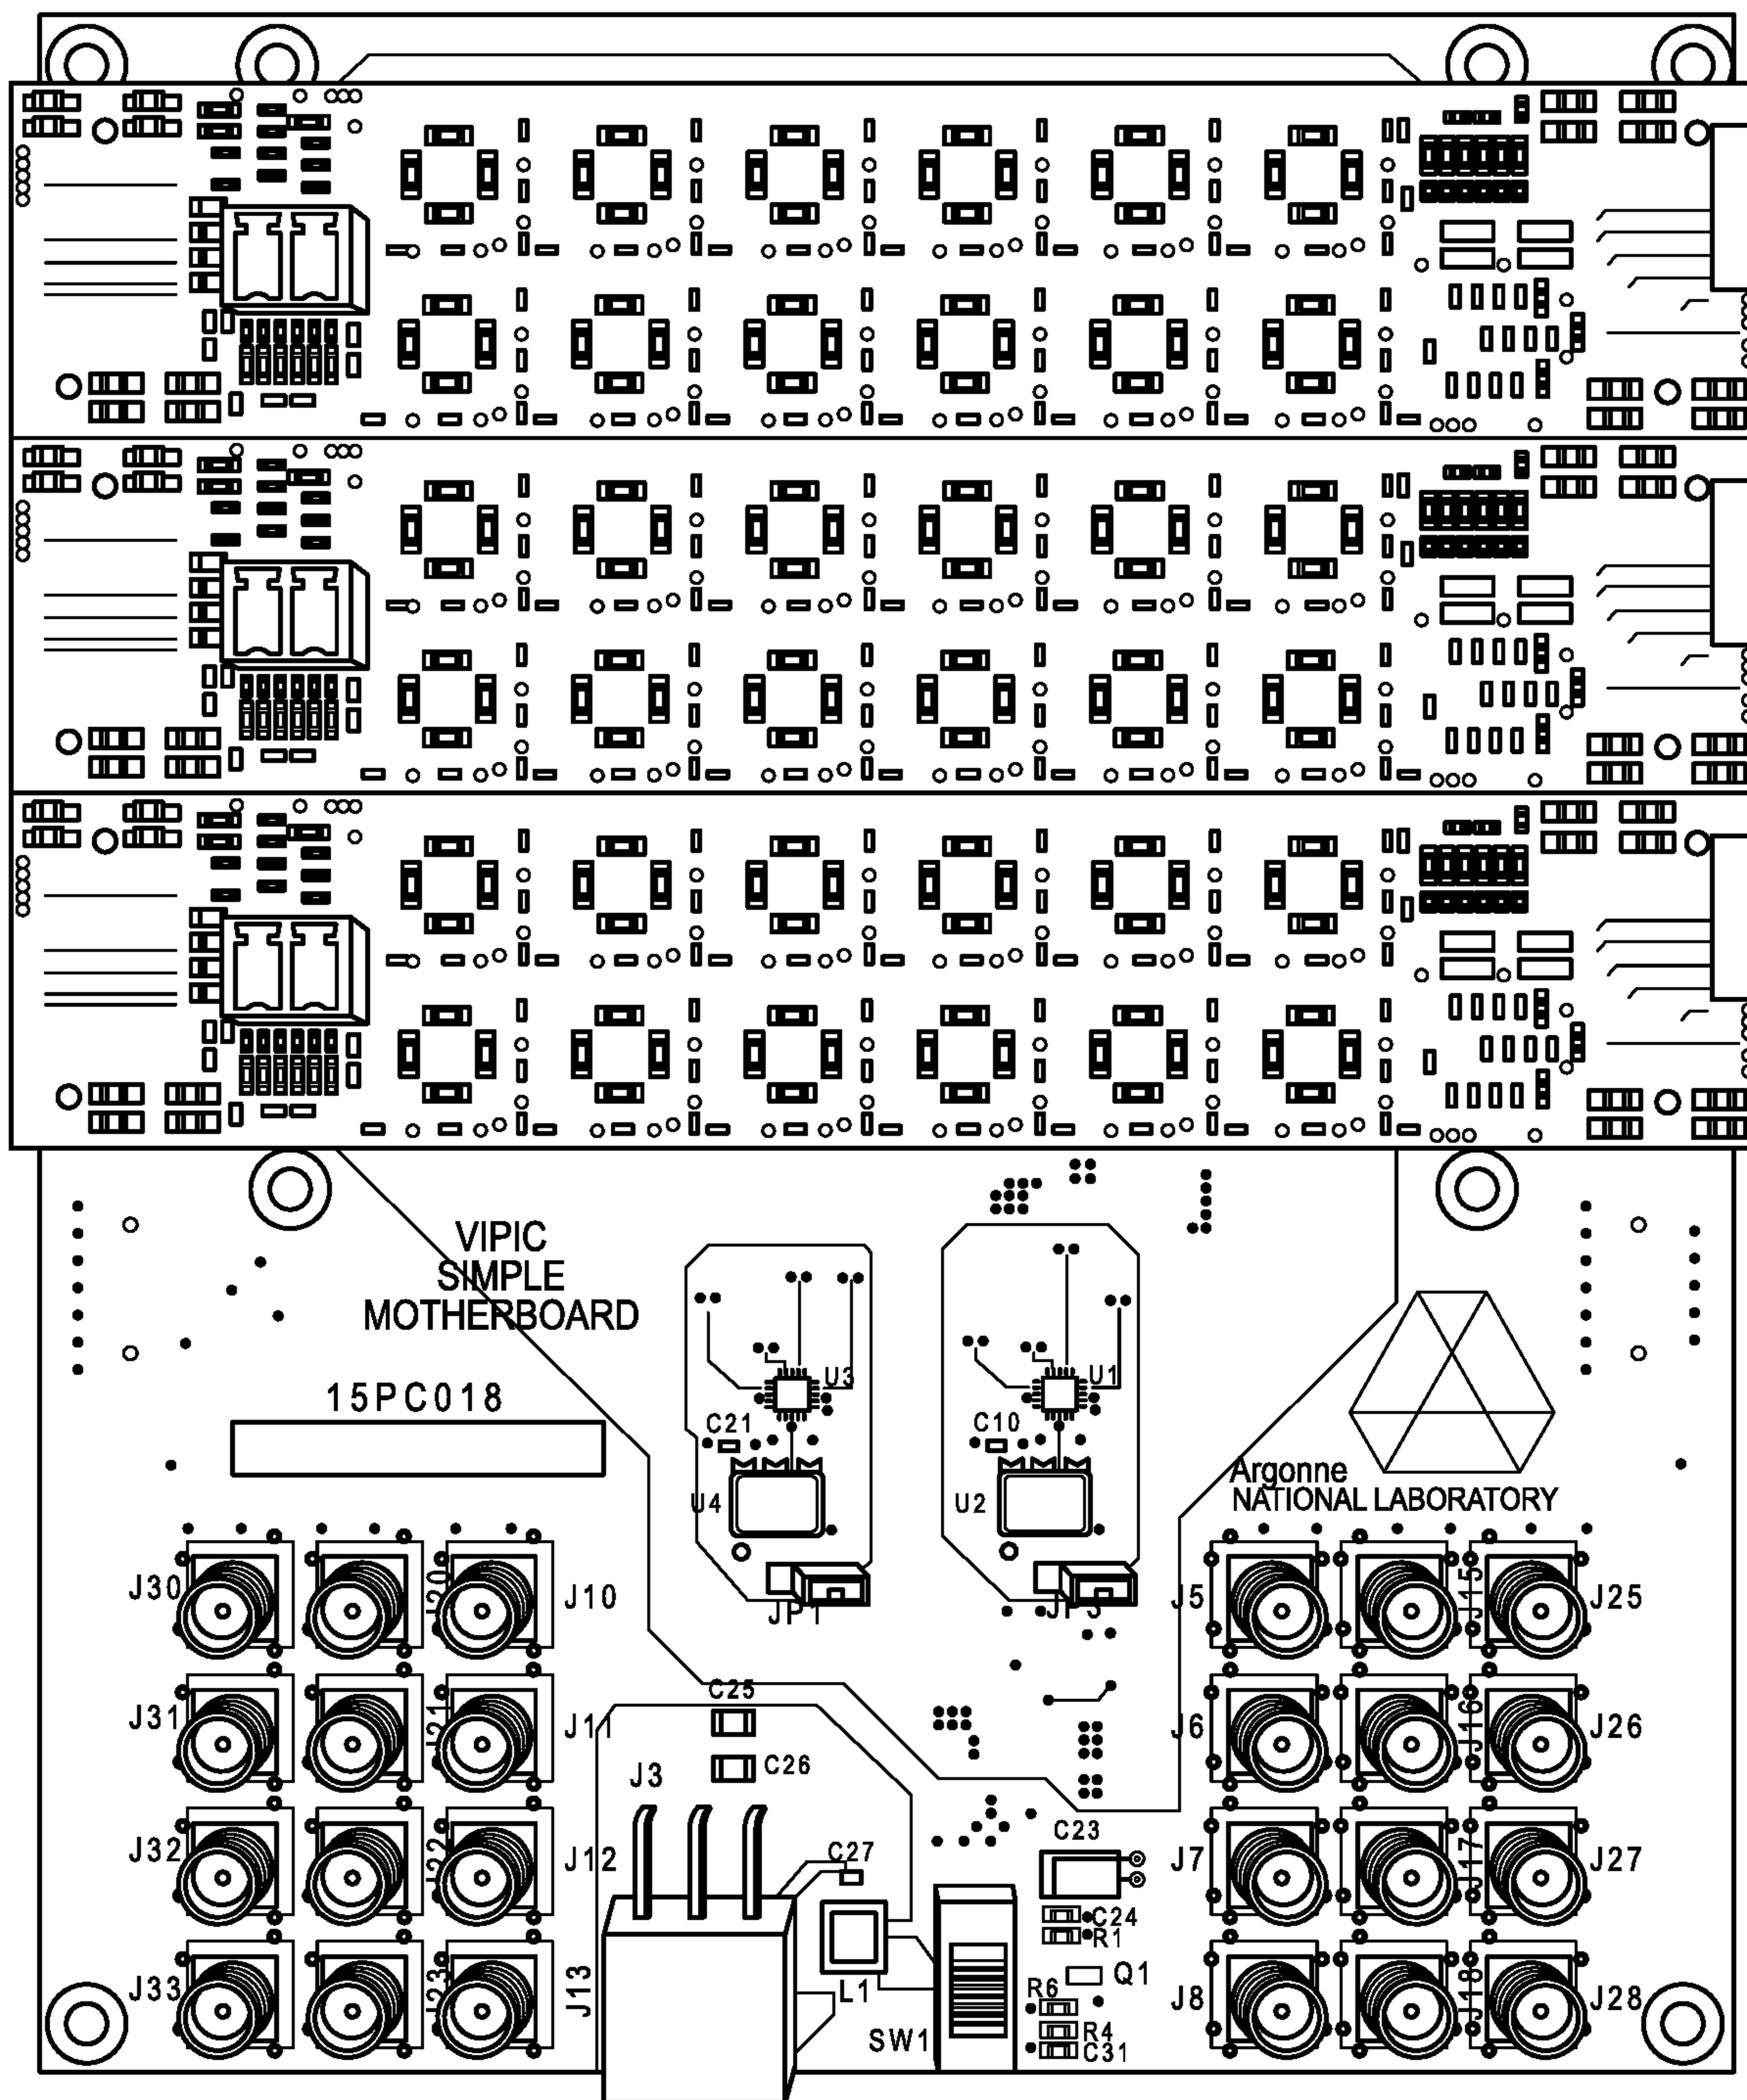 VIPIC
SIMPLE
MOTHERBOARD
15PC018
U3
U1
C21
C10
U4
U2
Argonne
NATIONAL LABORATORY
JP1
JP3
J30
J20
J10
J5
J15
J25
J31
J21
J11
C25
J6
J16
J26
C26
J3
J32
J22
J12
C27
C23
J7
J17
J27
C24
R1
J33
J23
J13
L1
Q1
R6
J8
J18
J28
SW1
R4
C31